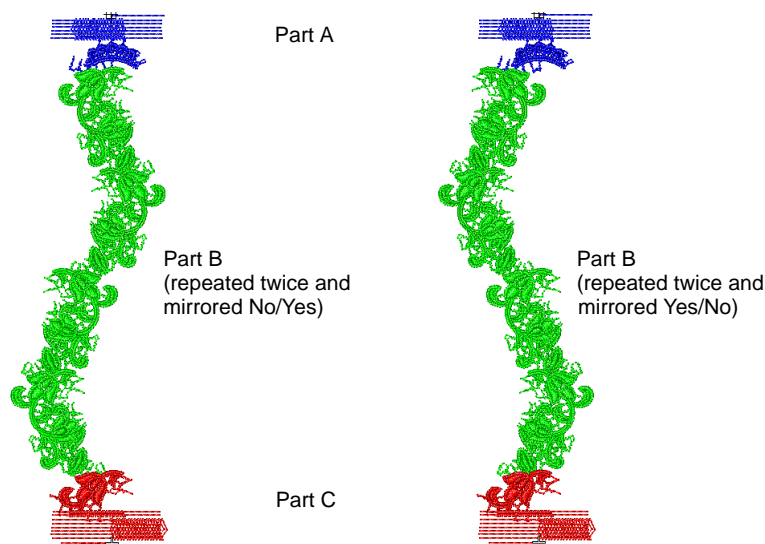 Part A
Part B
(repeated twice and
mirrored No/Yes)
Part B
(repeated twice and
mirrored Yes/No)
Part C